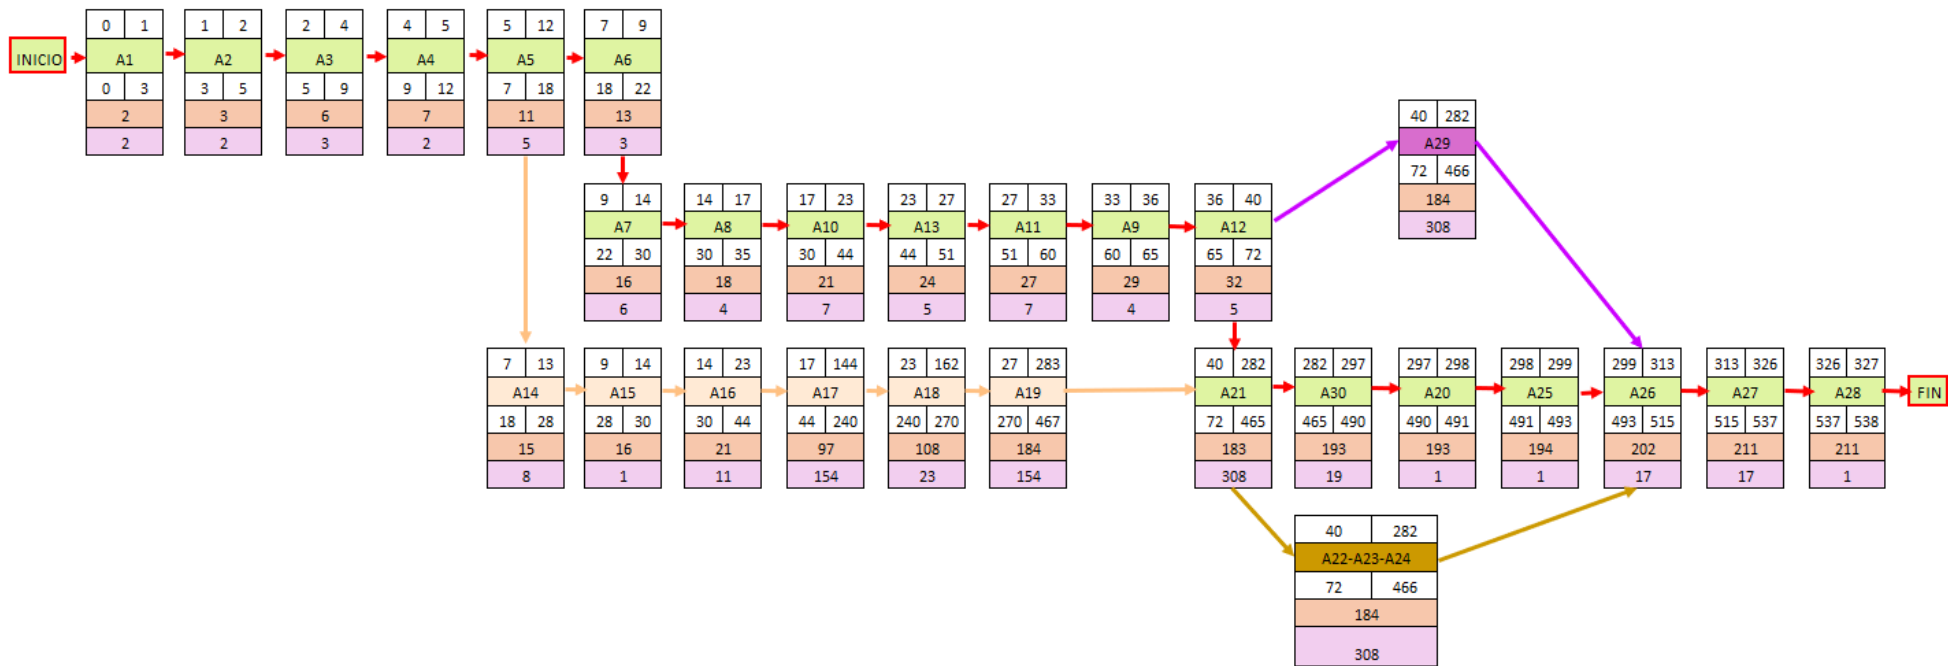 0 1 1 2 2 4 4 5 5 12 7 9
INICIO A1 A2 A3 A4 A5 A6
0 3 3 5 5 9 9 12 7 18 18 22
2 3 6 7 11 13
2 2 3 2 5 3
40 282
A29
72 466
184
308
9 14 14 17 17 23 23 27 27 33 33 36 36 40
A7 A8 A10 A13 A11 A9 A12
22 30 30 35 30 44 44 51 51 60 60 65 65 72
16 18 21 24 27 29 32
6 4 7 5 7 4 5
7 13 9 14 14 23 17 144 23 162 27 283 40 282 282 297 297 298 298 299 299 313 313 326 326 327
A14 A15 A16 A17 A18 A19 A21 A30 A20 A25 A26 A27 A28 FIN
18 28 28 30 30 44 44 240 240 270 270 467 72 465 465 490 490 491 491 493 493 515 515 537 537 538
15 16 21 97 108 184 183 193 193 194 202 211 211
8 1 11 154 23 154 308 19 1 1 17 17 1
40 282
A22-A23-A24
72 466
184
308